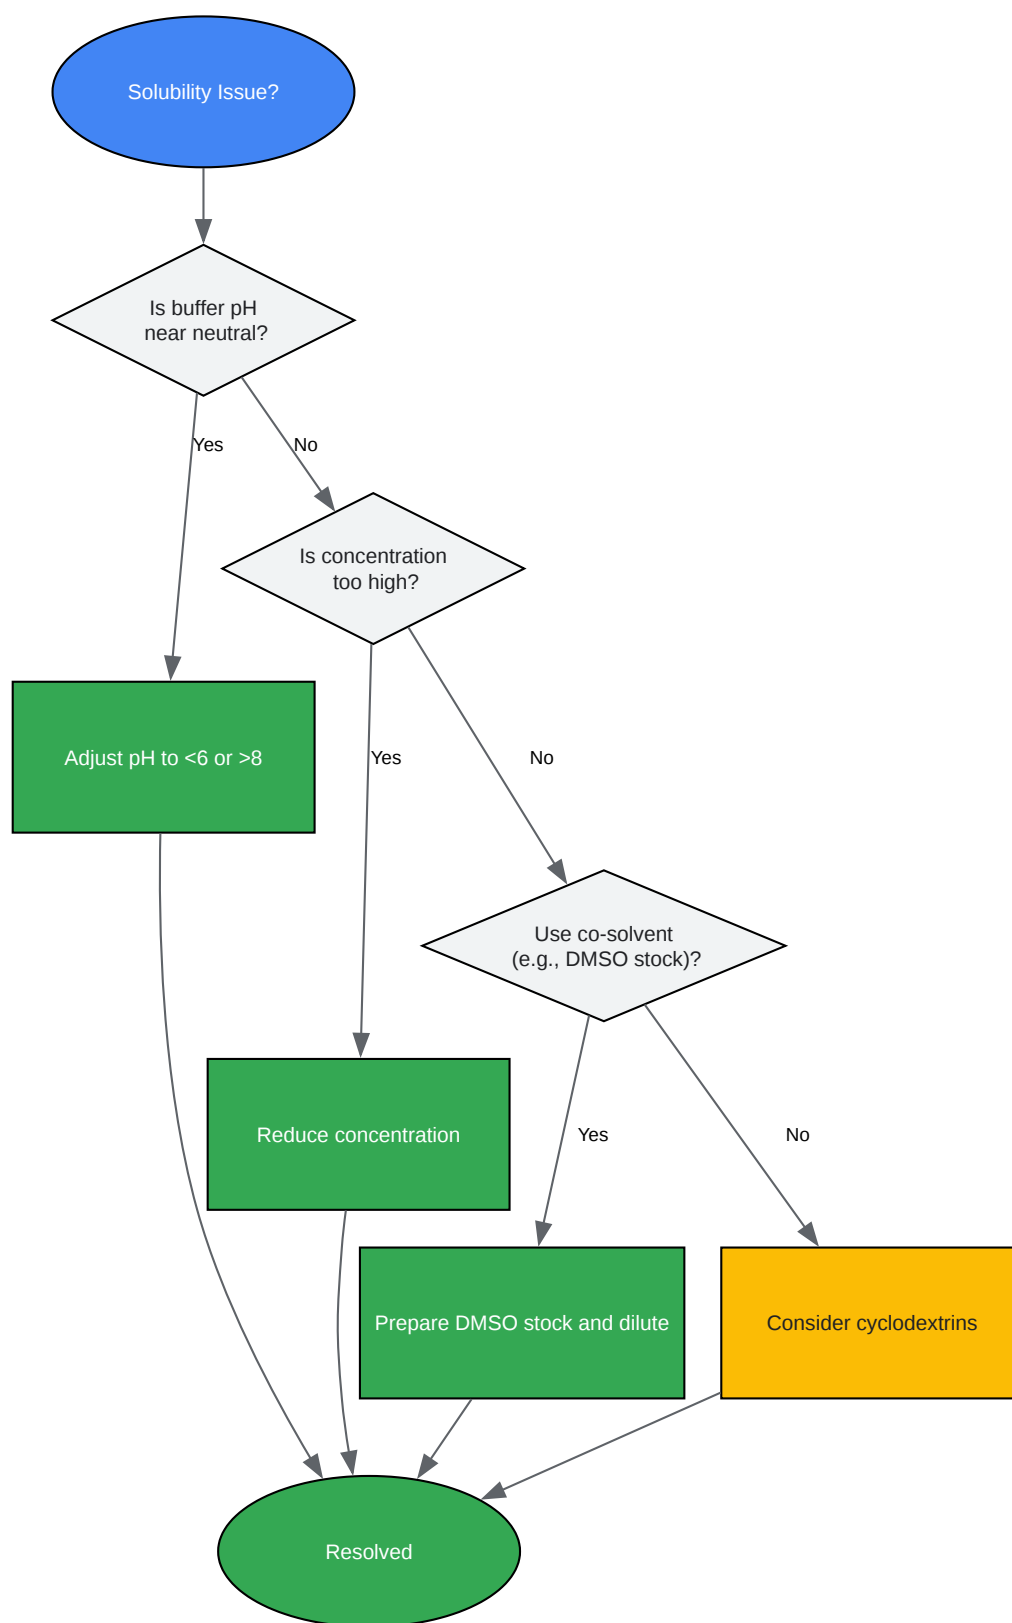 Solubility Issue?
Is buffer pH
near neutral?
Yes
No
Is concentration
too high?
Adjust pH to <6 or >8
Yes
No
Use co-solvent
(e.g., DMSO stock)?
Reduce concentration
Yes
No
Prepare DMSO stock and dilute
Consider cyclodextrins
Resolved